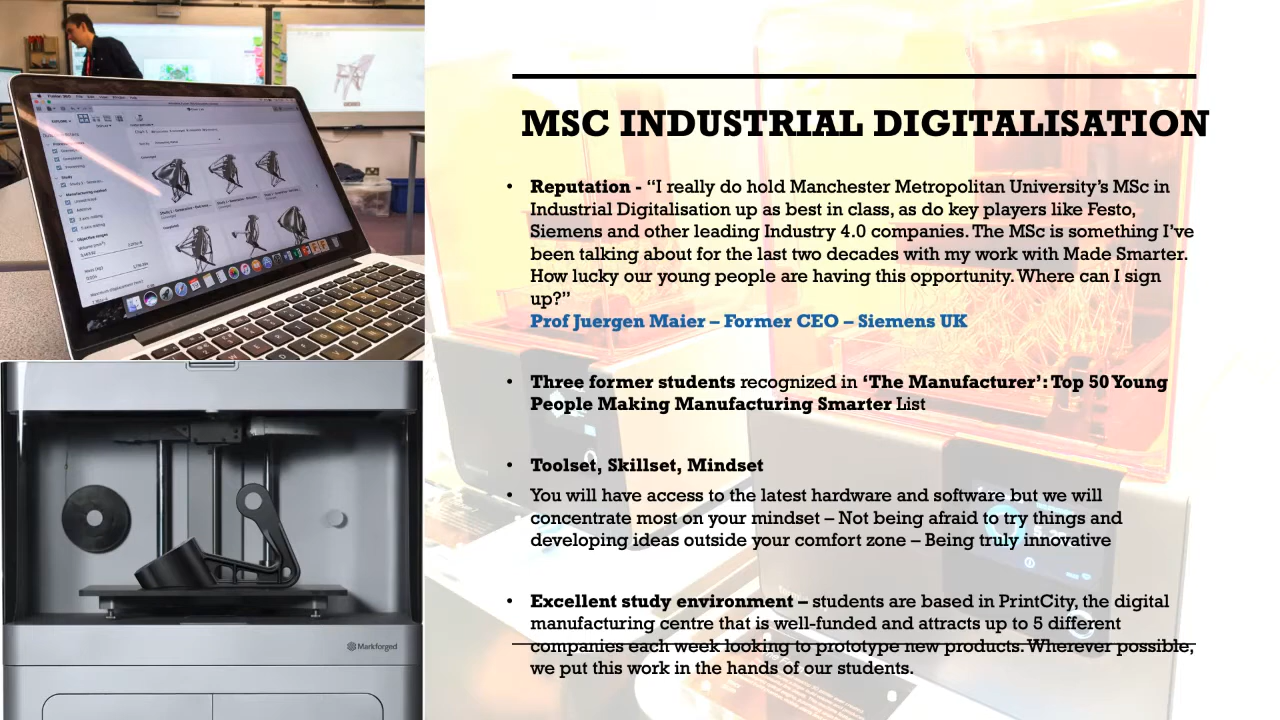 MSC INDUSTRIAL DIGITALISATION
• Reputation - “I really do hold Manchester Metropolitan University’s MSc in
Industrial Digitalisation up as best in class, as do key players like Festo,
Siemens and other leading Industry 4.0 companies. The MSc is something I’ve
been talking about for the last two decades with my work with Made Smarter.
How lucky our young people are having this opportunity. Where can I sign
up?”
Prof Juergen Maier – Former CEO – Siemens UK
• Three former students recognized in ‘The Manufacturer’: Top 50 Young
People Making Manufacturing Smarter List
• Toolset, Skillset, Mindset
• You will have access to the latest hardware and software but we will
concentrate most on your mindset – Not being afraid to try things and
developing ideas outside your comfort zone – Being truly innovative
• Excellent study environment – students are based in PrintCity, the digital
manufacturing centre that is well-funded and attracts up to 5 different
companies each week looking to prototype new products. Wherever possible,
we put this work in the hands of our students.
Markforged